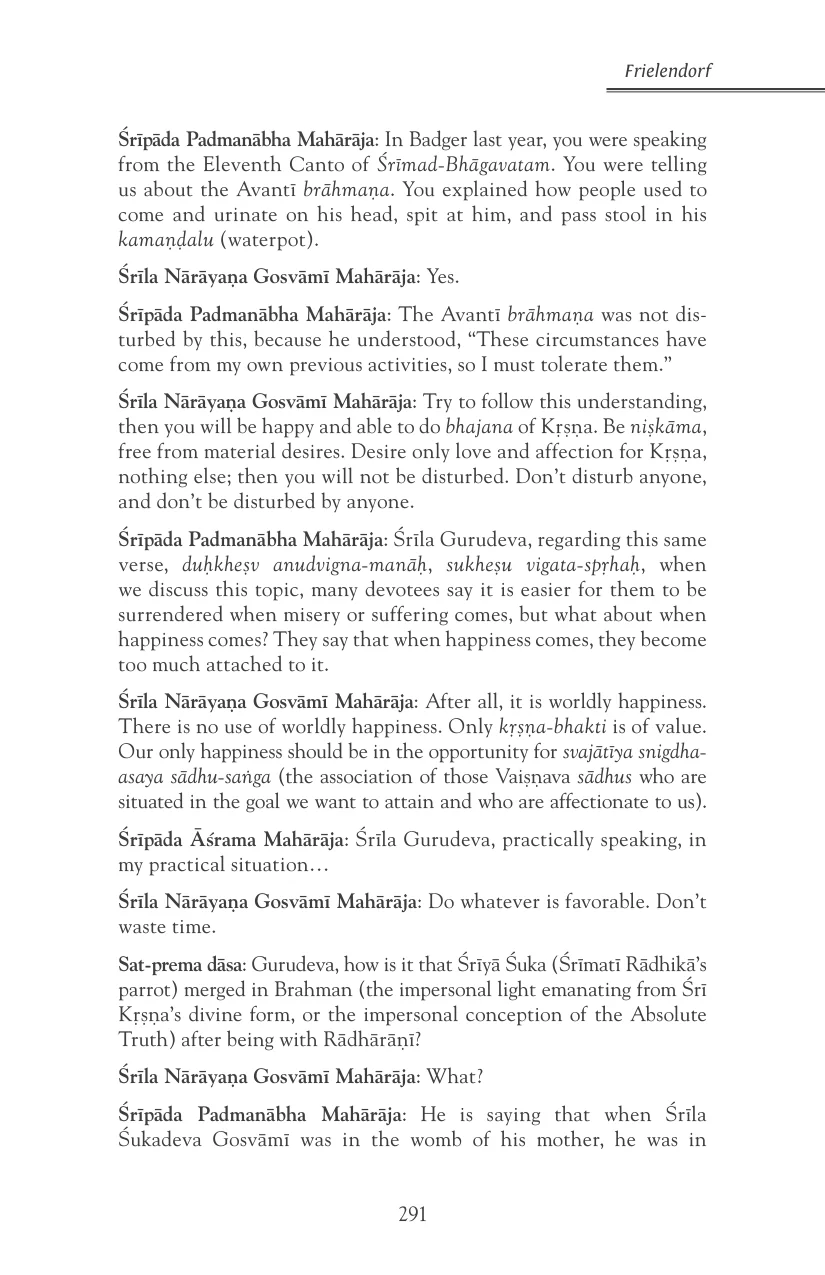 Frielendorf
Śrīpāda Padmanābha Mahārāja: In Badger last year, you were speaking
from the Eleventh Canto of Śrīmad-Bhāgavatam. You were telling
us about the Avantī brāhmaṇa. You explained how people used to
come and urinate on his head, spit at him, and pass stool in his
kamaṇḍalu (waterpot).
Śrīla Nārāyaṇa Gosvāmī Mahārāja: Yes.
Śrīpāda Padmanābha Mahārāja: The Avantī brāhmaṇa was not dis-
turbed by this, because he understood, “These circumstances have
come from my own previous activities, so I must tolerate them.”
Śrīla Nārāyaṇa Gosvāmī Mahārāja: Try to follow this understanding,
then you will be happy and able to do bhajana of Kṛṣṇa. Be niṣkāma,
free from material desires. Desire only love and affection for Kṛṣṇa,
nothing else; then you will not be disturbed. Don’t disturb anyone,
and don’t be disturbed by anyone.
Śrīpāda Padmanābha Mahārāja: Śrīla Gurudeva, regarding this same
verse, duḥkheṣv anudvigna-manāḥ, sukheṣu vigata-spṛhaḥ, when
we discuss this topic, many devotees say it is easier for them to be
surrendered when misery or suffering comes, but what about when
happiness comes? They say that when happiness comes, they become
too much attached to it.
Śrīla Nārāyaṇa Gosvāmī Mahārāja: After all, it is worldly happiness.
There is no use of worldly happiness. Only kṛṣṇa-bhakti is of value.
Our only happiness should be in the opportunity for svajātīya snigdha-
asaya sādhu-saṅga (the association of those Vaiṣṇava sādhus who are
situated in the goal we want to attain and who are affectionate to us).
Śrīpāda Āśrama Mahārāja: Śrīla Gurudeva, practically speaking, in
my practical situation…
Śrīla Nārāyaṇa Gosvāmī Mahārāja: Do whatever is favorable. Don’t
waste time.
Sat-prema dāsa: Gurudeva, how is it that Śrīyā Śuka (Śrīmatī Rādhikā’s
parrot) merged in Brahman (the impersonal light emanating from Śrī
Kṛṣṇa’s divine form, or the impersonal conception of the Absolute
Truth) after being with Rādhārāṇī?
Śrīla Nārāyaṇa Gosvāmī Mahārāja: What?
Śrīpāda Padmanābha Mahārāja: He is saying that when Śrīla
Śukadeva Gosvāmī was in the womb of his mother, he was in
291